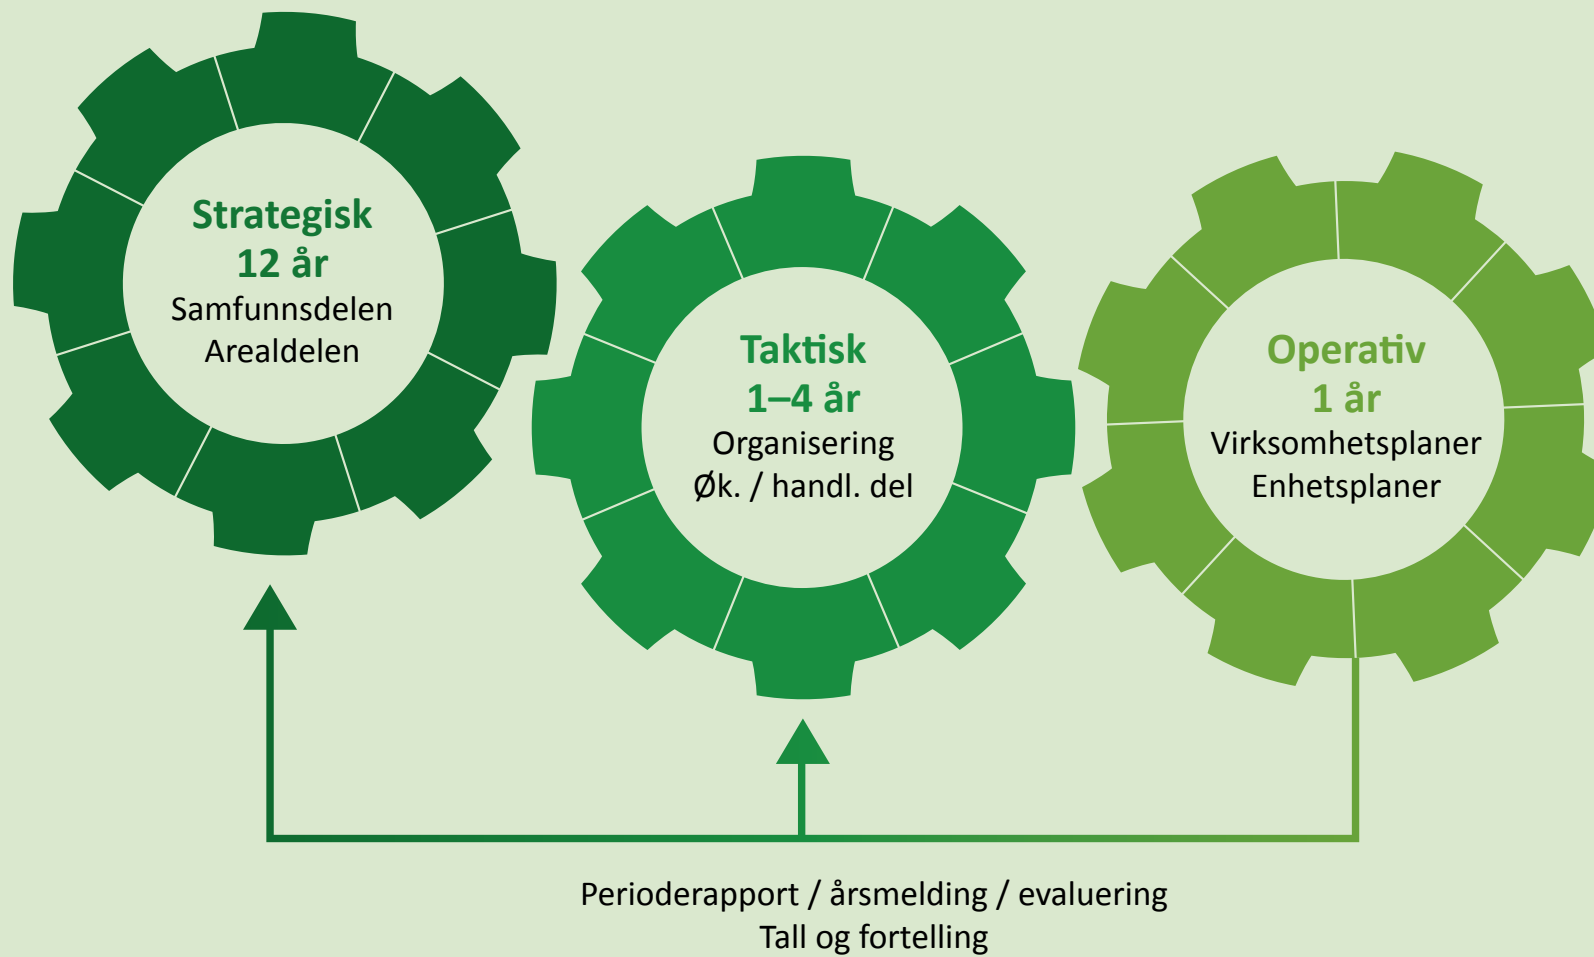 Strategisk
12 år
Samfunnsdelen
Arealdelen
Taktisk
1–4 år
Organisering
Øk. / handl. del
Operativ
1 år
Virksomhetsplaner
Enhetsplaner
Perioderapport / årsmelding / evaluering
Tall og fortelling